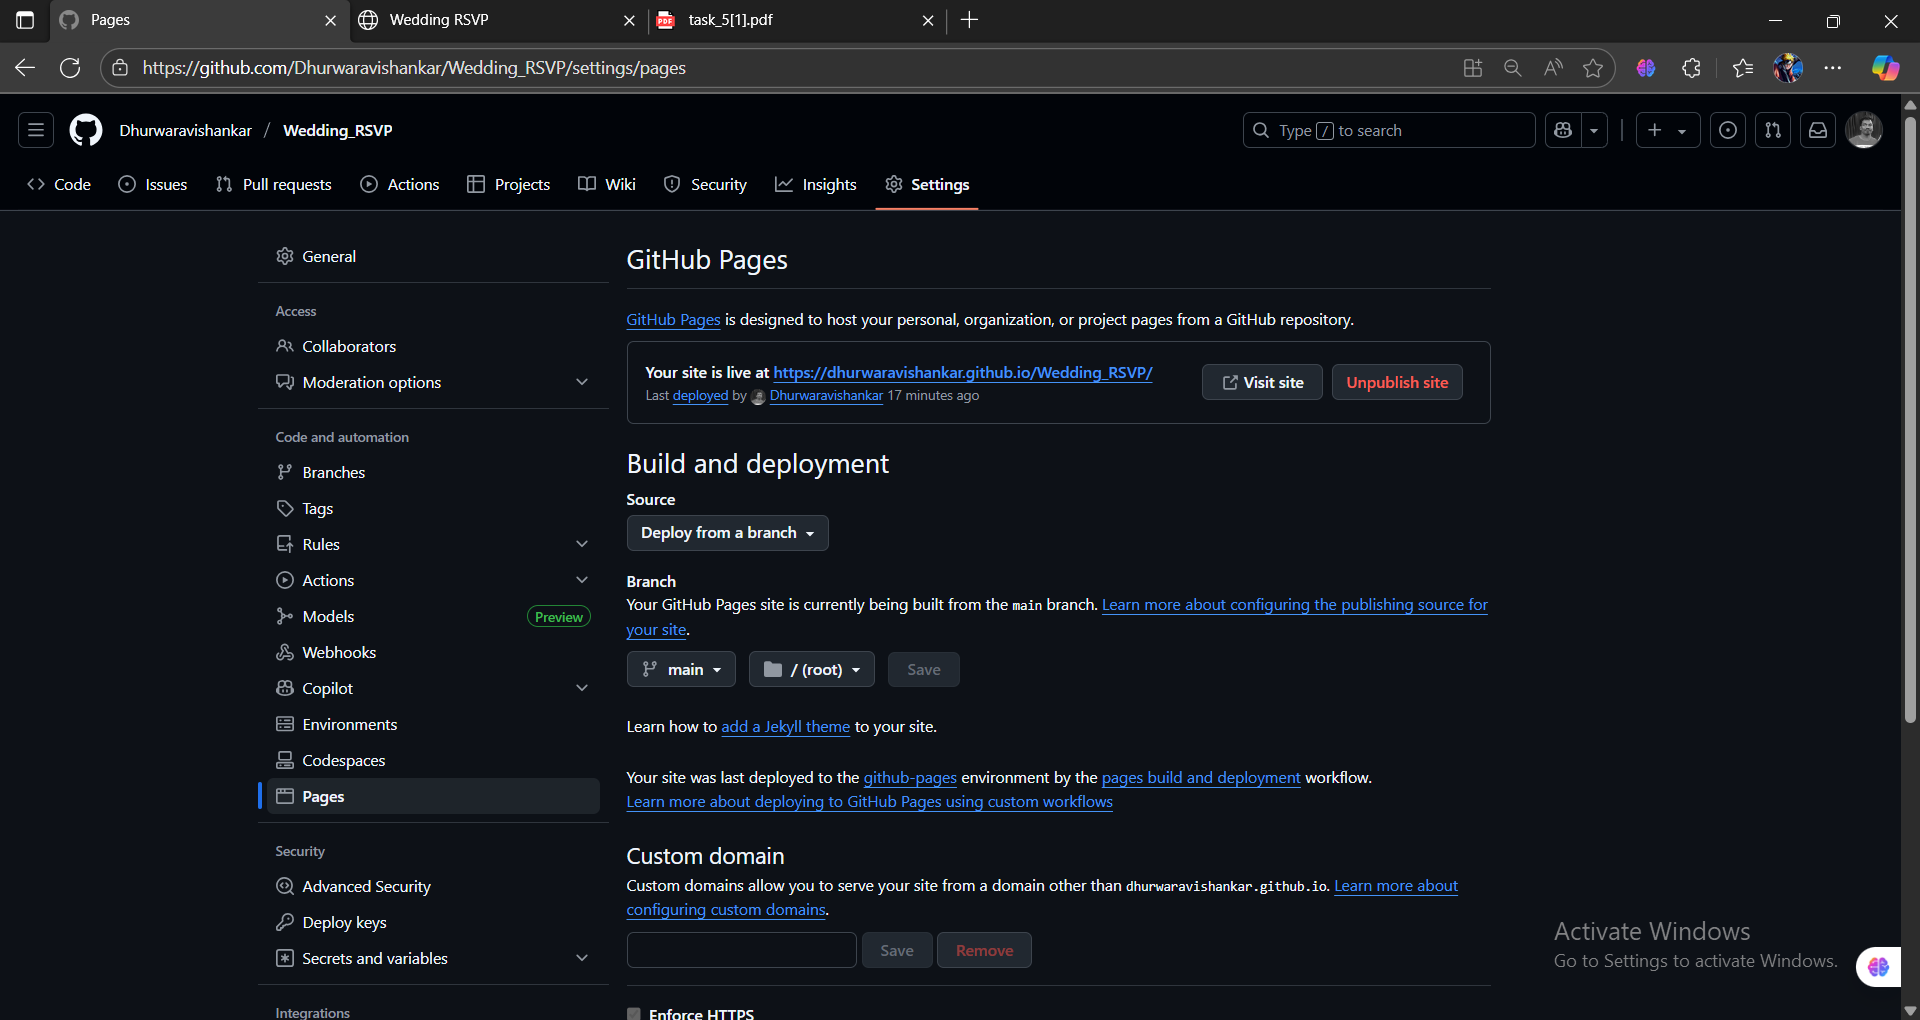 Pages
Wedding RSVP
task_5[1].pdf
https://github.com/Dhurwaravishankar/Wedding_RSVP/settings/pages
Dhurwaravishankar / Wedding_RSVP
Type / to search
Code
Issues
Pull requests
Actions
Projects
Wiki
Security
Insights
Settings
General
Access
Collaborators
Moderation options
Code and automation
Branches
Tags
Rules
Actions
Models Preview
Webhooks
Copilot
Environments
Codespaces
Pages
Security
Advanced Security
Deploy keys
Secrets and variables
Integrations
GitHub Pages
GitHub Pages is designed to host your personal, organization, or project pages from a GitHub repository.
Your site is live at https://dhurwaravishankar.github.io/Wedding_RSVP/
Last deployed by Dhurwaravishankar 17 minutes ago
Visit site
Unpublish site
Build and deployment
Source
Deploy from a branch
Branch
Your GitHub Pages site is currently being built from the main branch. Learn more about configuring the publishing source for
your site.
main
/ (root)
Save
Learn how to add a Jekyll theme to your site.
Your site was last deployed to the github-pages environment by the pages build and deployment workflow.
Learn more about deploying to GitHub Pages using custom workflows
Custom domain
Custom domains allow you to serve your site from a domain other than dhurwaravishankar.github.io. Learn more about
configuring custom domains.
Save
Remove
Enforce HTTPS
Activate Windows
Go to Settings to activate Windows.